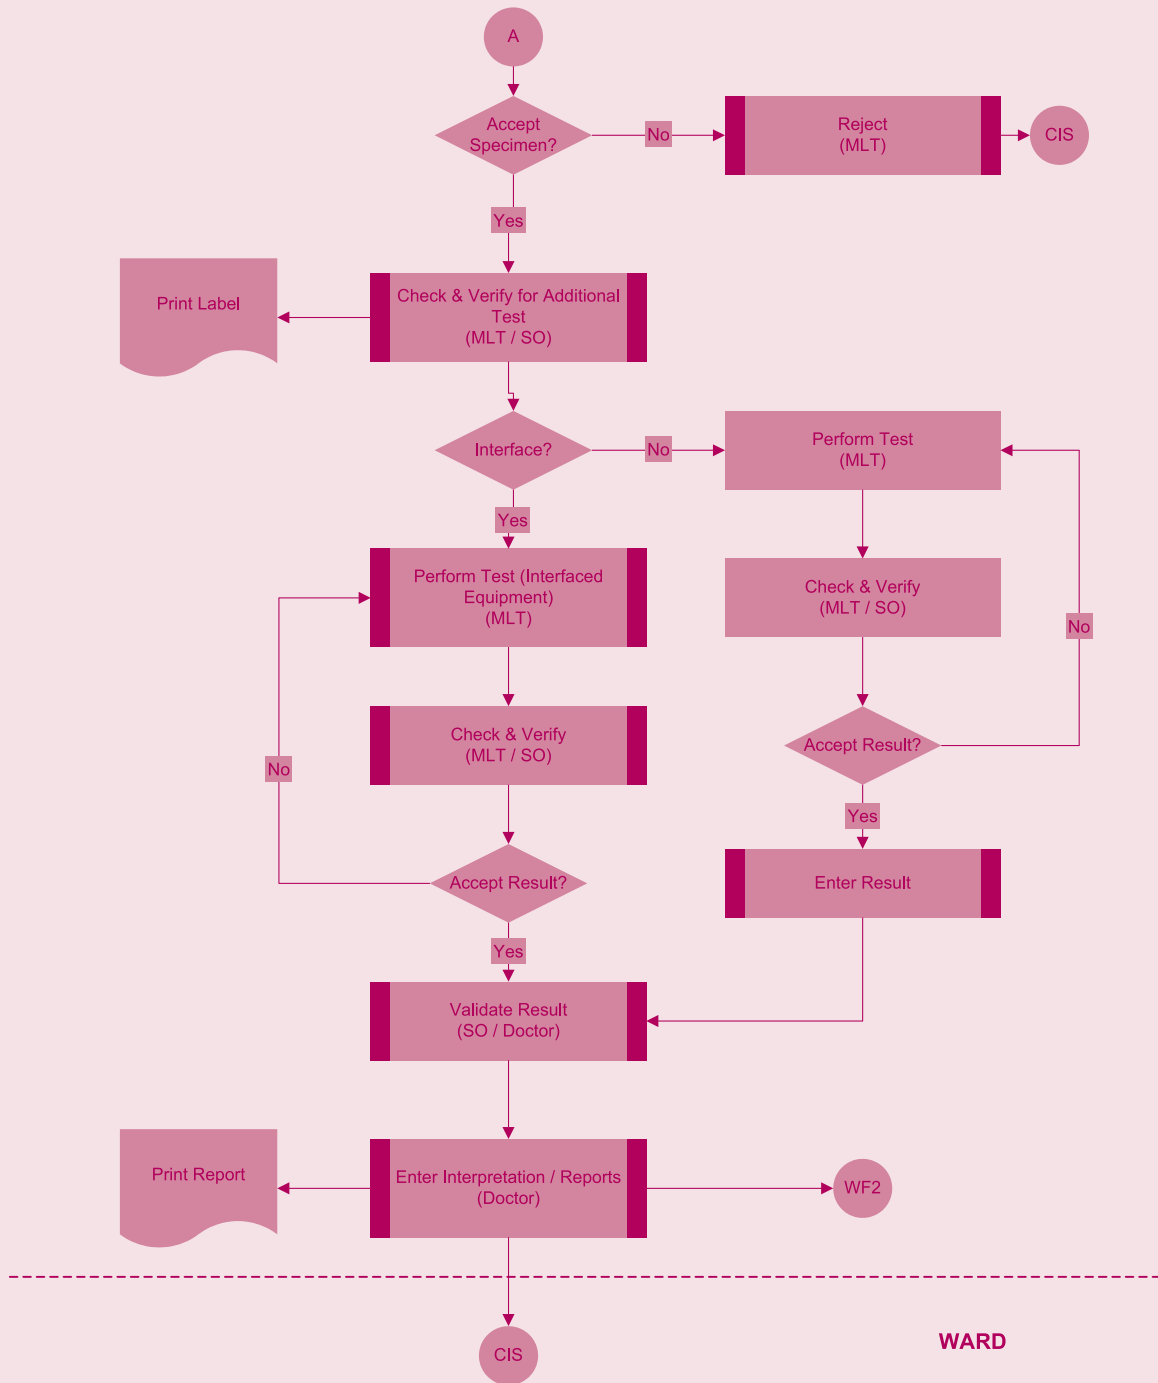 A
Accept
Specimen?
No
Reject
(MLT)
CIS
Yes
Print Label
Check & Verify for Additional
Test
(MLT / SO)
Interface?
No
Perform Test
(MLT)
Yes
Perform Test (Interfaced
Equipment)
(MLT)
Check & Verify
(MLT / SO)
No
Check & Verify
(MLT / SO)
Accept Result?
No
Yes
Accept Result?
Enter Result
Yes
Validate Result
(SO / Doctor)
Print Report
Enter Interpretation / Reports
(Doctor)
WF2
CIS
WARD